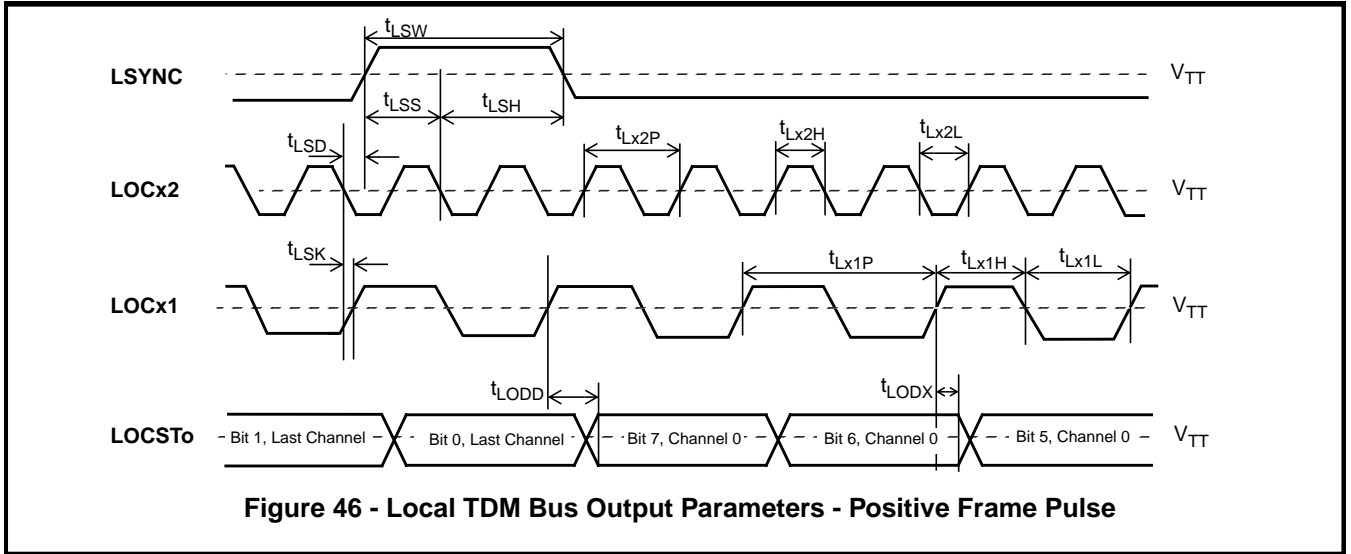 tLSW
LSYNC
VTT
tLSS
tLSH
tLSD
tLx2P
tLx2H
tLx2L
LOCx2
VTT
tLSK
tLx1P
tLx1H
tLx1L
LOCx1
VTT
tLODD
tLODX
LOCSTo
Bit 1, Last Channel
Bit 0, Last Channel
Bit 7, Channel 0
Bit 6, Channel 0
Bit 5, Channel 0
VTT
Figure 46 - Local TDM Bus Output Parameters - Positive Frame Pulse